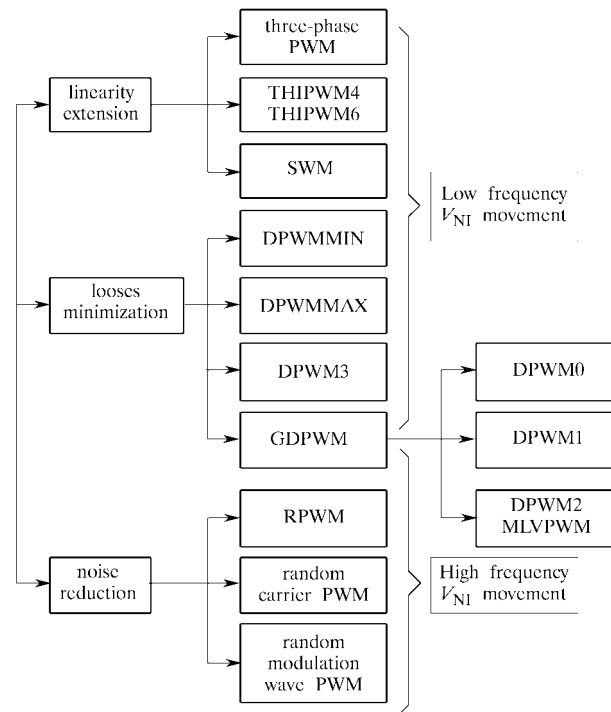 three-phase
PWM
linearity
extension
THIPWM4
THIPWM6
SWM
Low frequency
V_NI movement
DPWMMIN
looses
minimization
DPWMMAX
DPWM3
DPWM0
GDPWM
DPWM1
DPWM2
MLVPWM
RPWM
noise
reduction
random
carrier PWM
High frequency
V_NI movement
random
modulation
wave PWM